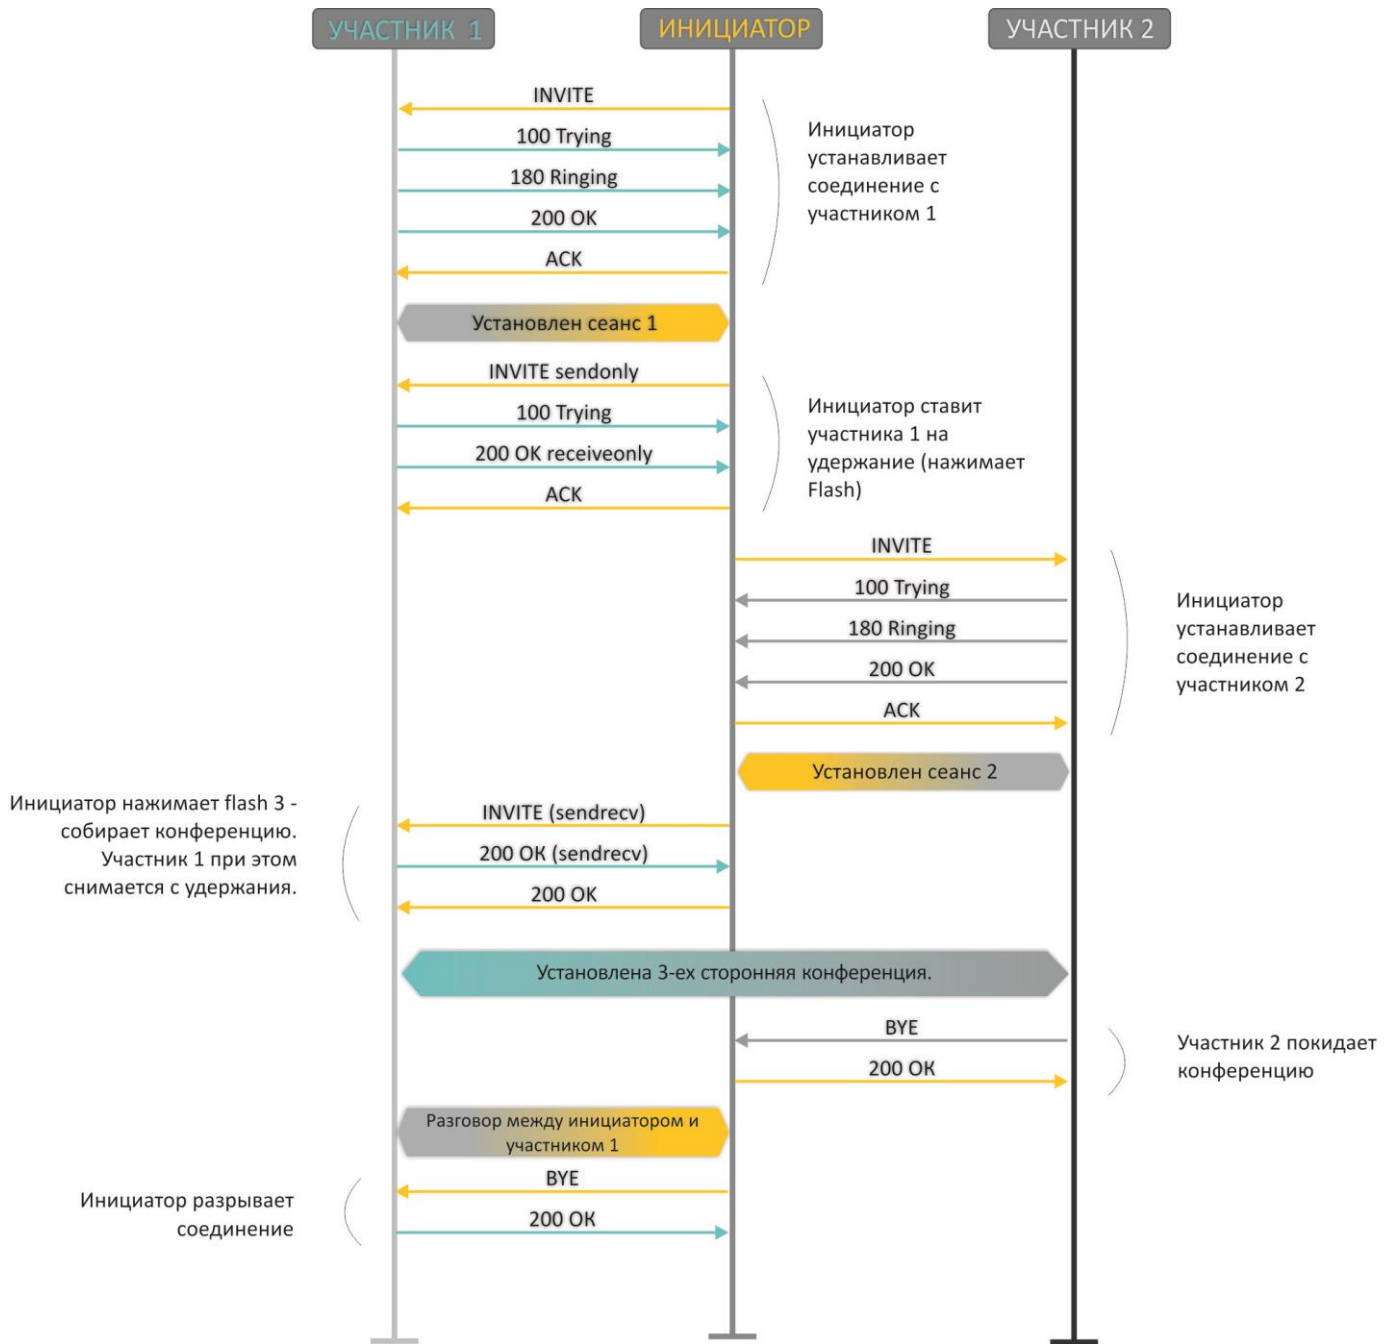 УЧАСТНИК 1
ИНИЦИАТОР
УЧАСТНИК 2
INVITE
100 Trying
180 Ringing
200 OK
ACK
Инициатор
устанавливает
соединение с
участником 1
Установлен сеанс 1
INVITE sendonly
100 Trying
200 OK receiveonly
ACK
Инициатор ставит
участника 1 на
удержание (нажимает
Flash)
INVITE
100 Trying
180 Ringing
200 OK
ACK
Инициатор
устанавливает
соединение с
участником 2
Установлен сеанс 2
Инициатор нажимает flash 3 -
собирает конференцию.
Участник 1 при этом
снимается с удержания.
INVITE (sendrecv)
200 OK (sendrecv)
200 OK
Установлена 3-ех сторонняя конференция.
BYE
200 OK
Участник 2 покидает
конференцию
Разговор между инициатором и
участником 1
BYE
200 OK
Инициатор разрывает
соединение